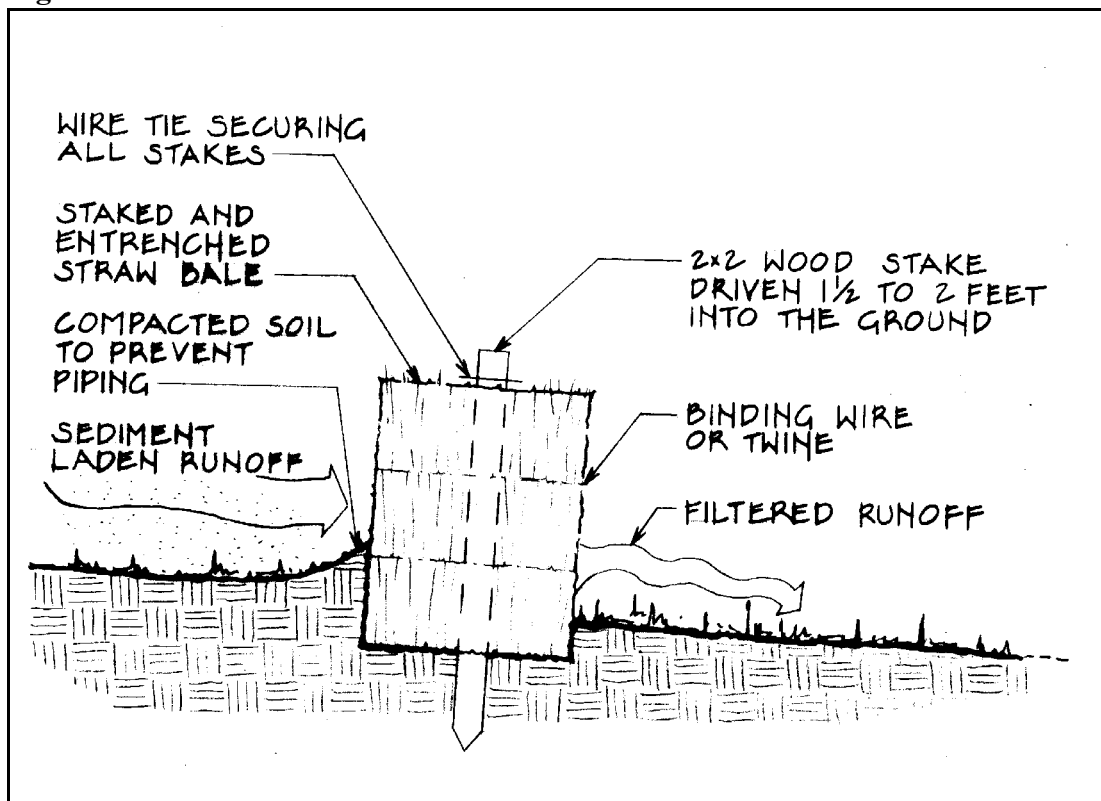 WIRE TIE SECURING
ALL STAKES
STAKED AND
ENTRENCHED
STRAW BALE
COMPACTED SOIL
TO PREVENT
PIPING
SEDIMENT
LADEN RUNOFF
2x2 WOOD STAKE
DRIVEN 1½ TO 2 FEET
INTO THE GROUND
BINDING WIRE
OR TWINE
FILTERED RUNOFF